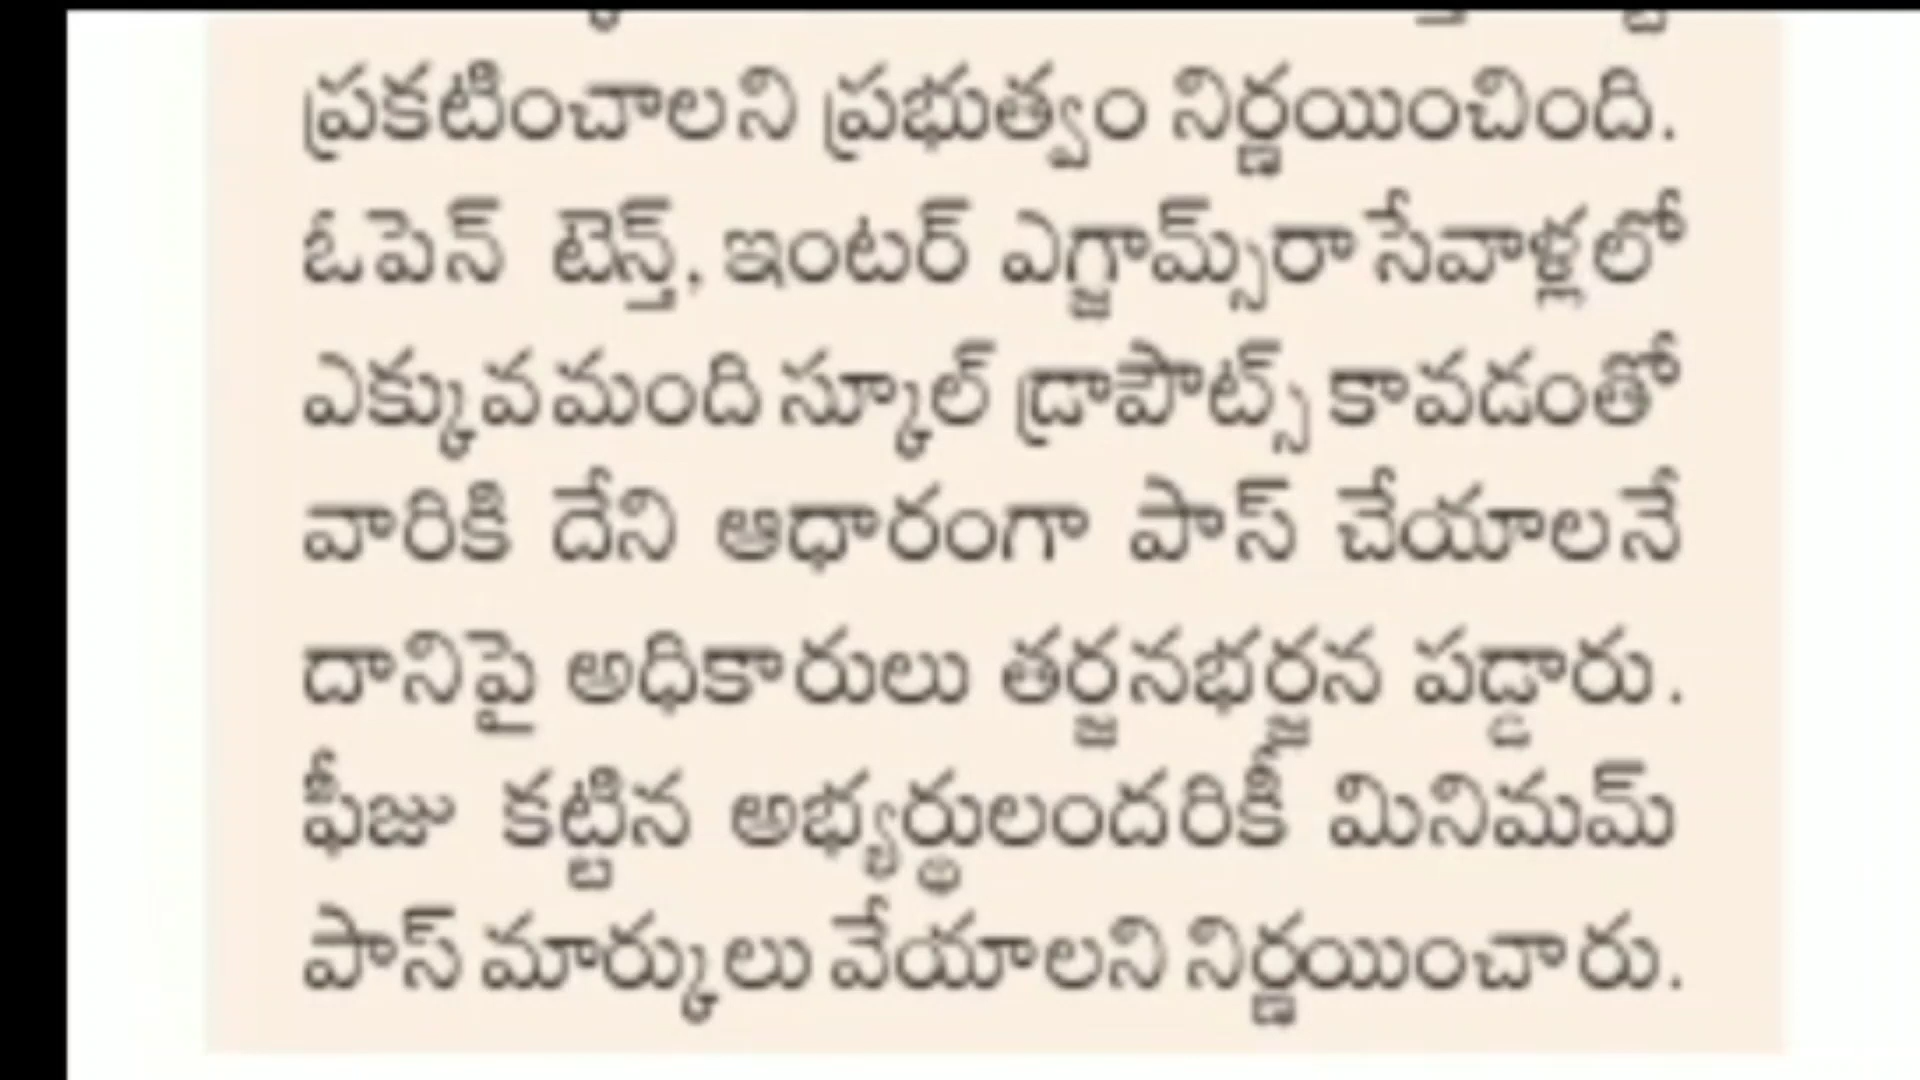 ప్రకటించాలని ప్రభుత్వం నిర్ణయించింది.
ఓపెన్ టెన్త్, ఇంటర్ ఎగ్జామ్స్‌రాసేవాళ్లలో
ఎక్కువమంది స్కూల్ డ్రాపౌట్స్ కావడంతో
వారికి దేని ఆధారంగా పాస్ చేయాలనే
దానిపై అధికారులు తర్జనభర్జన పడ్డారు.
ఫీజు కట్టిన అభ్యర్థులందరికీ మినిమమ్
పాస్ మార్కులు వేయాలని నిర్ణయించారు.